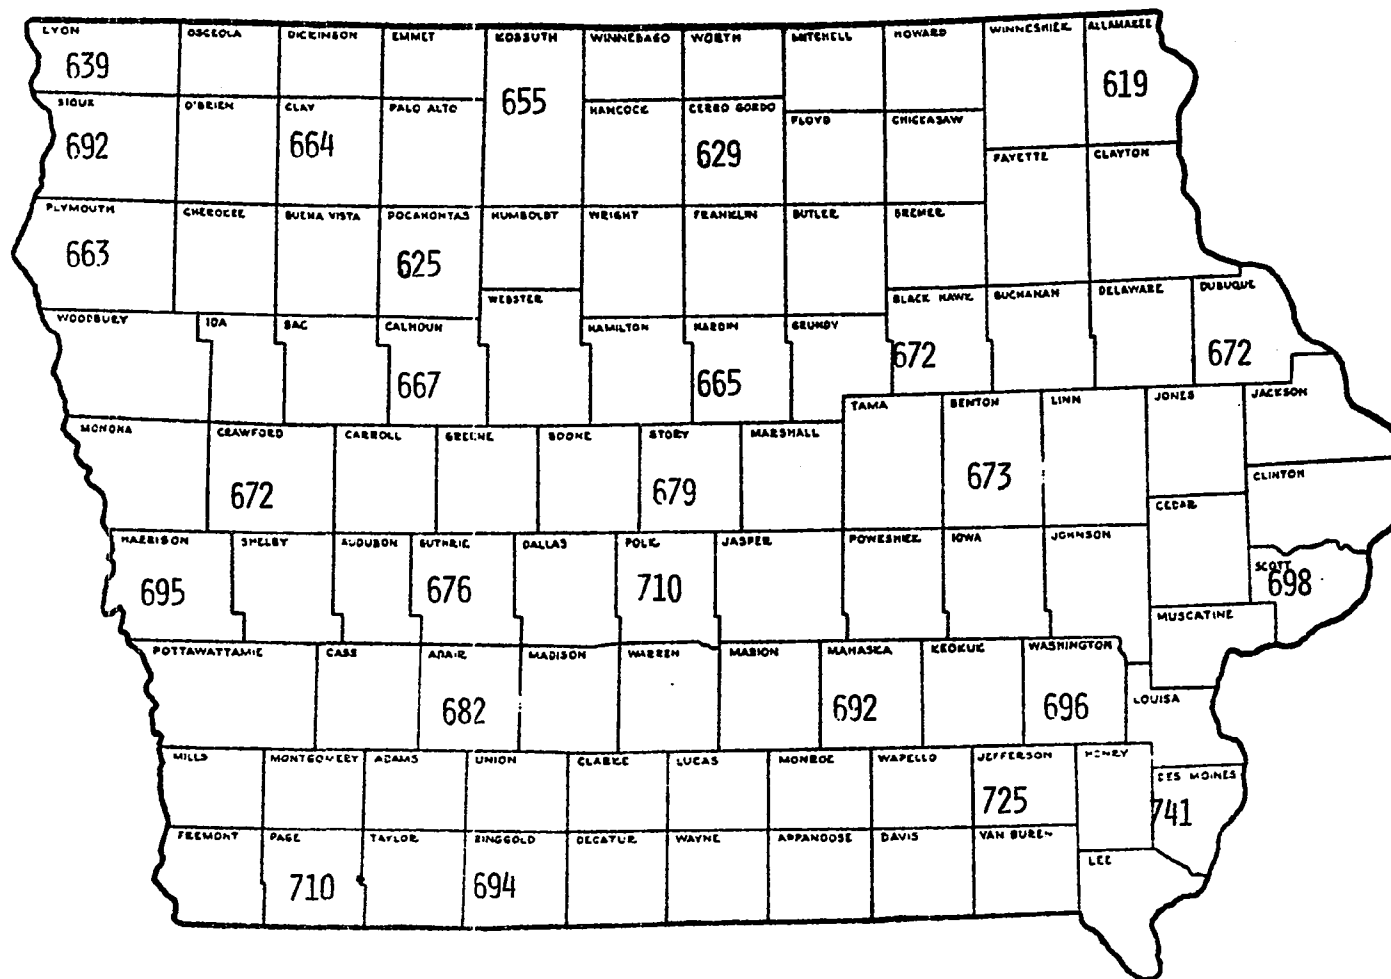 LYON OSCEOLA DICKINSON EMMET KOSSUTH WINNEBAGO WORTH MITCHELL HOWARD WINNESHIEK ALLAMAKEE
639 655 619
SIOUX O'BRIEN CLAY PALO ALTO HANCOCK CERRO GORDO FLOYD CHICKASAW
692 664 629
FAYETTE CLAYTON
PLYMOUTH CHEROKEE BUENA VISTA POCAHONTAS HUMBOLDT WRIGHT FRANKLIN BUTLER BREMER
663 625
WEBSTER BLACK HAWK BUCHANAN DELAWARE DUBUQUE
WOODBURY IDA SAC CALHOUN HAMILTON HARDIN GRUNDY
672 672
667 665
TAMA BENTON LINN JONES JACKSON
MONONA CRAWFORD CARROLL GREENE BOONE STORY MARSHALL
672 679 673
CLINTON
CEDAR
HARRISON SHELBY AUDUBON GUTHRIE DALLAS POLK JASPER POWESHIEK IOWA JOHNSON
SCOTT
695 676 710 698
MUSCATINE
POTTAWATTAMIE CASS ADAIR MADISON WARREN MARION MAHASKA KEOKUK WASHINGTON
682 692 696
LOUISA
MILLS MONTGOMERY ADAMS UNION CLARKE LUCAS MONROE WAPELLO JEFFERSON HENRY
DES MOINES
725 741
FREMONT PAGE TAYLOR RINGGOLD DECATUR WAYNE APPANOOSE DAVIS VAN BUREN
LEE
710 694